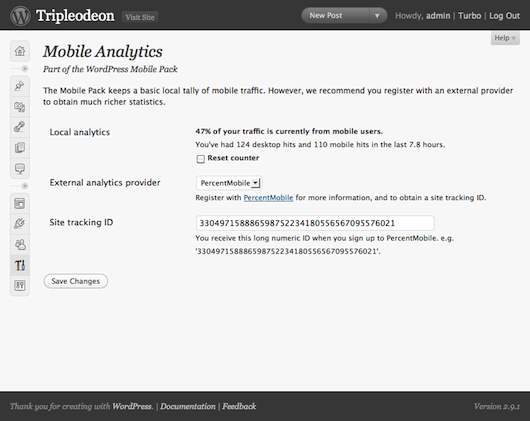 Tripleodeon
Visit Site
New Post
Howdy, admin | Turbo | Log Out
Help
Mobile Analytics
Part of the WordPress Mobile Pack
The Mobile Pack keeps a basic local tally of mobile traffic. However, we recommend you register with an external provider
to obtain much richer statistics.
Local analytics
47% of your traffic is currently from mobile users.
You've had 124 desktop hits and 110 mobile hits in the last 7.8 hours.
Reset counter
External analytics provider
PercentMobile
Register with PercentMobile for more information, and to obtain a site tracking ID.
Site tracking ID
330497158886598752234180556567095576021
You receive this long numeric ID when you sign up to PercentMobile. e.g.
'330497158886598752234180556567095576021'.
Save Changes
Thank you for creating with WordPress. | Documentation | Feedback
Version 2.9.1